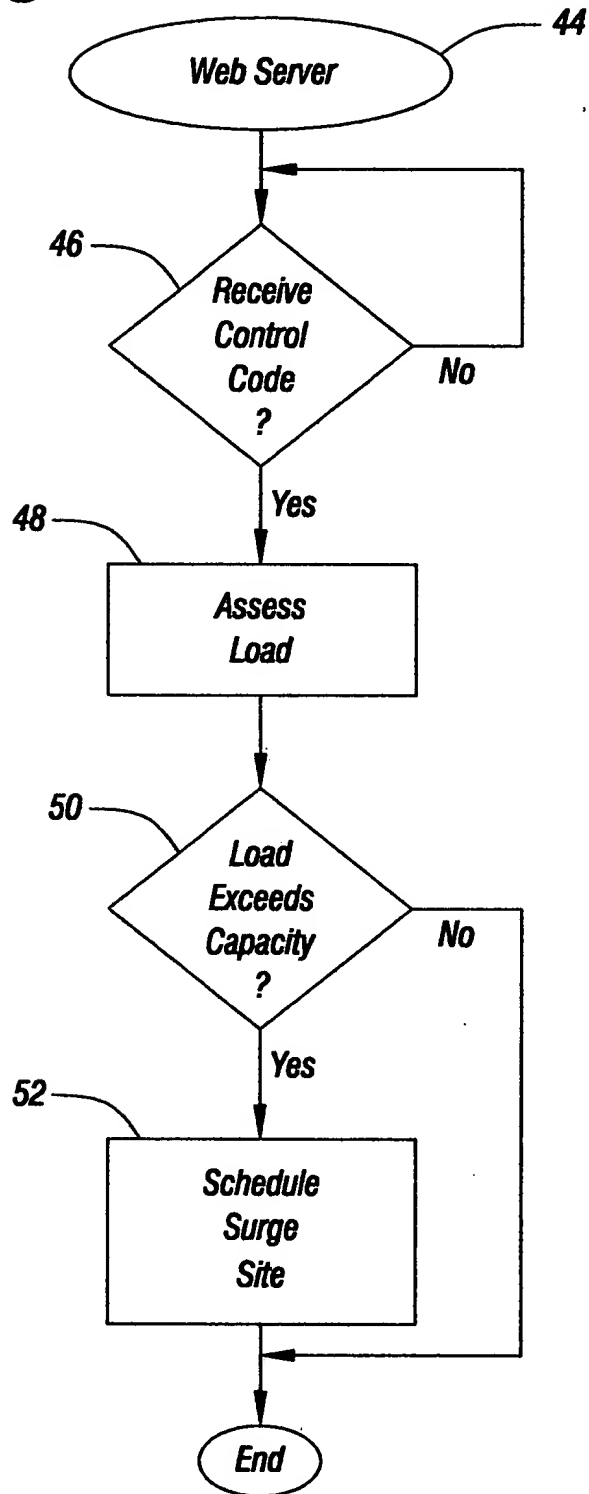 44
Web Server
46
Receive
Control
Code
?
No
Yes
48
Assess
Load
50
Load
Exceeds
Capacity
?
No
Yes
52
Schedule
Surge
Site
End